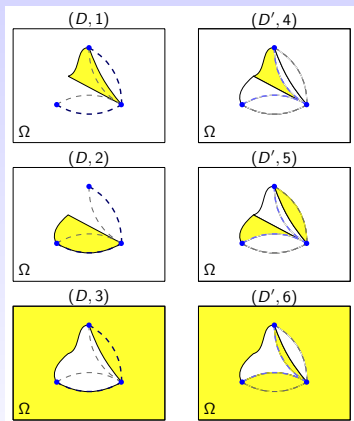 (D, 1)
Ω
(D′, 4)
Ω
(D, 2)
Ω
(D′, 5)
Ω
(D, 3)
Ω
(D′, 6)
Ω